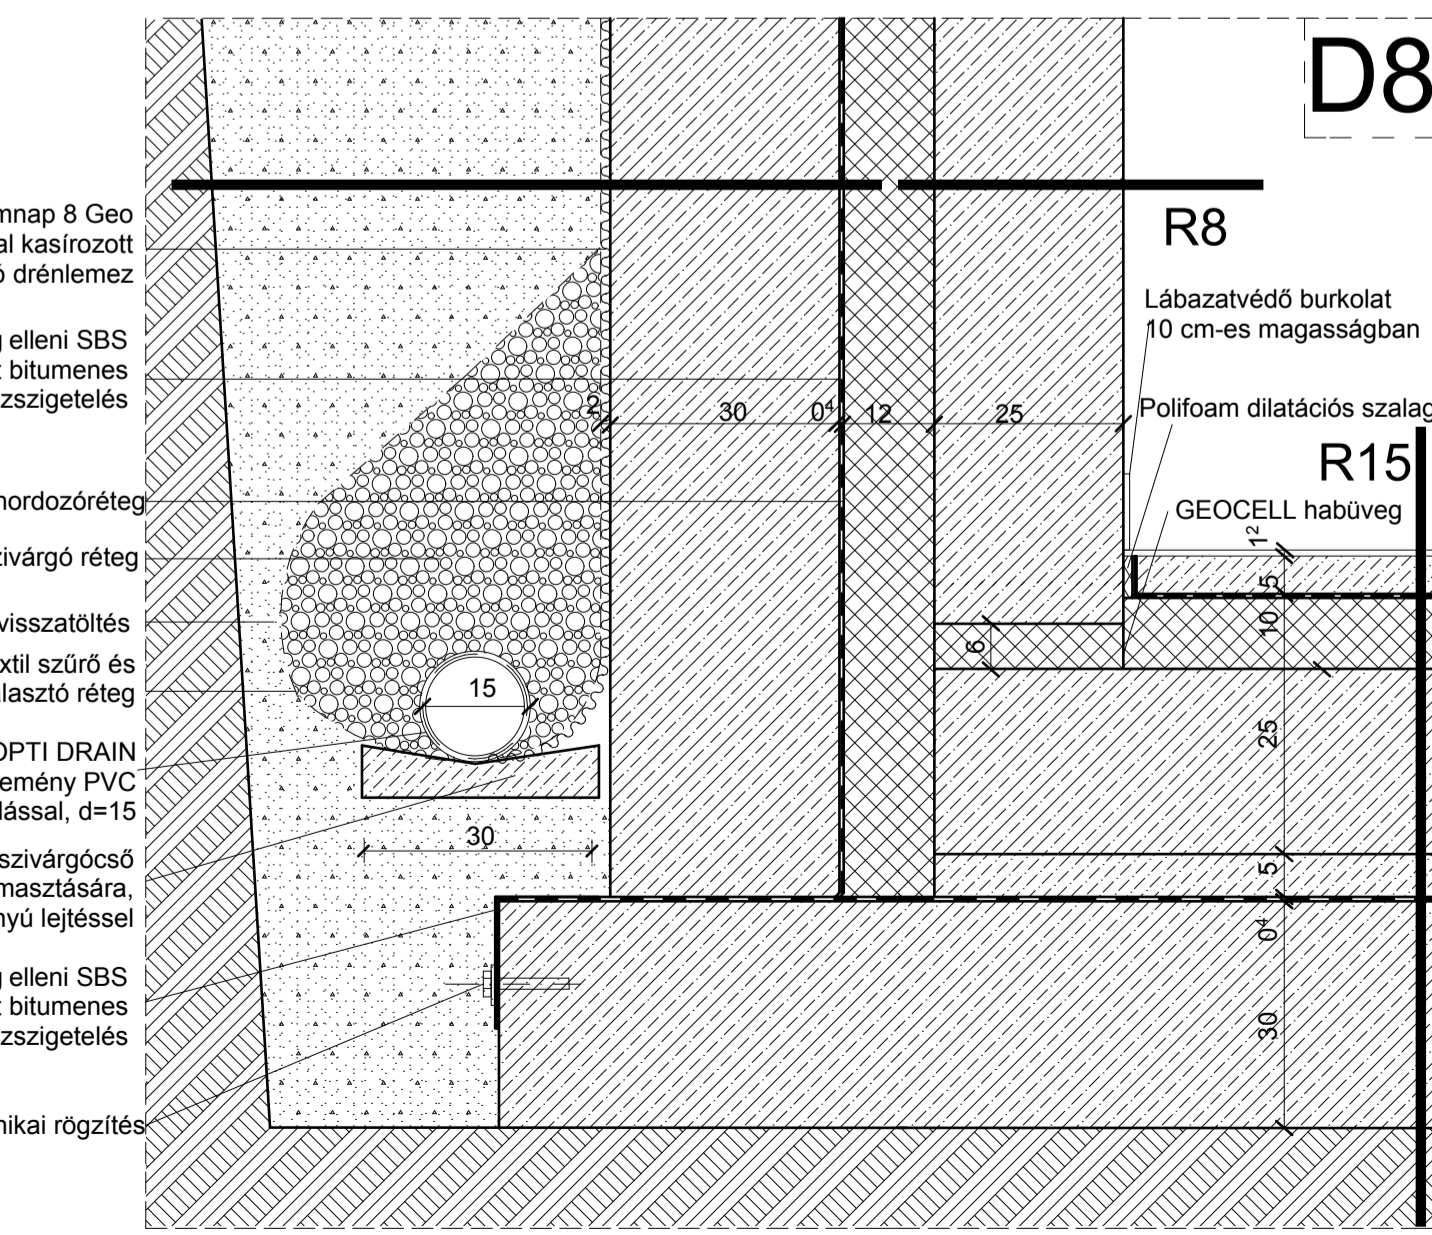 D8
R8
mnap 8 Geo
al kasírozott
ó drénlemez
Lábazatvédő burkolat
10 cm-es magasságban
g elleni SBS
t bitumenes
zszigetelés
2
30
0⁴
12
25
Polifoam dilatációs szalag
R15
nordozóréteg
GEOCELL habüveg
1²
zivárgó réteg
5
10
visszatöltés
6
xtil szűrő és
álasztó réteg
15
25
OPTI DRAIN
emény PVC
lással, d=15
30
szivárgócső
masztására,
nyú lejtéssel
5
0⁴
g elleni SBS
t bitumenes
zszigetelés
30
nikai rögzítés